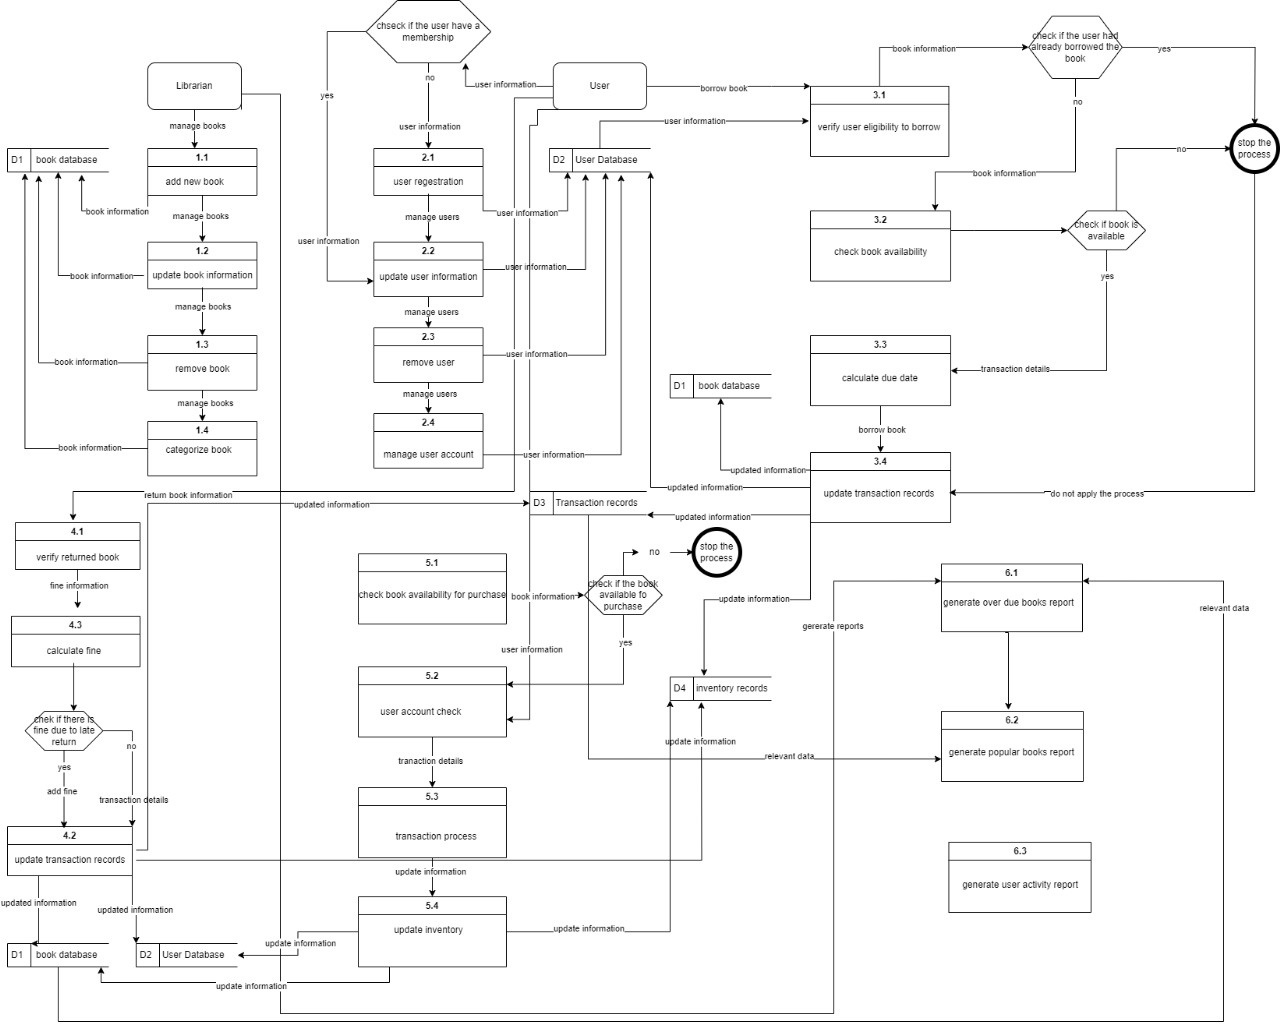 chseck if the user have a
membership
check if the user had
already borrowed the
book
book information
yes
Librarian
no
User
user information
borrow book
yes
3.1
verify user eligibility to borrow
no
manage books
user information
user information
stop the
process
D1
book database
1.1
add new book
2.1
user regestration
D2
User Database
no
book information
book information
manage books
manage users
user information
3.2
check book availability
check if book is
available
user information
1.2
update book information
book information
2.2
update user information
user information
yes
manage books
manage users
1.3
remove book
book information
2.3
remove user
user information
3.3
calculate due date
transaction details
D1
book database
manage books
manage users
1.4
categorize book
book information
2.4
manage user account
user information
borrow book
3.4
update transaction records
updated information
updated information
do not apply the process
return book information
updated information
D3
Transaction records
updated information
4.1
verify returned book
no
stop the
process
5.1
check book availability for purchase
book information
check if the book
available fo
purchase
6.1
generate over due books report
fine information
update information
relevant data
4.3
calculate fine
gererate reports
yes
user information
5.2
user account check
D4
inventory records
chek if there is
fine due to late
return
no
6.2
generate popular books report
update information
relevant data
yes
tranaction details
add fine
transaction details
5.3
transaction process
4.2
update transaction records
6.3
generate user activity report
update information
updated information
updated information
5.4
update inventory
update information
update information
D1
book database
D2
User Database
update information